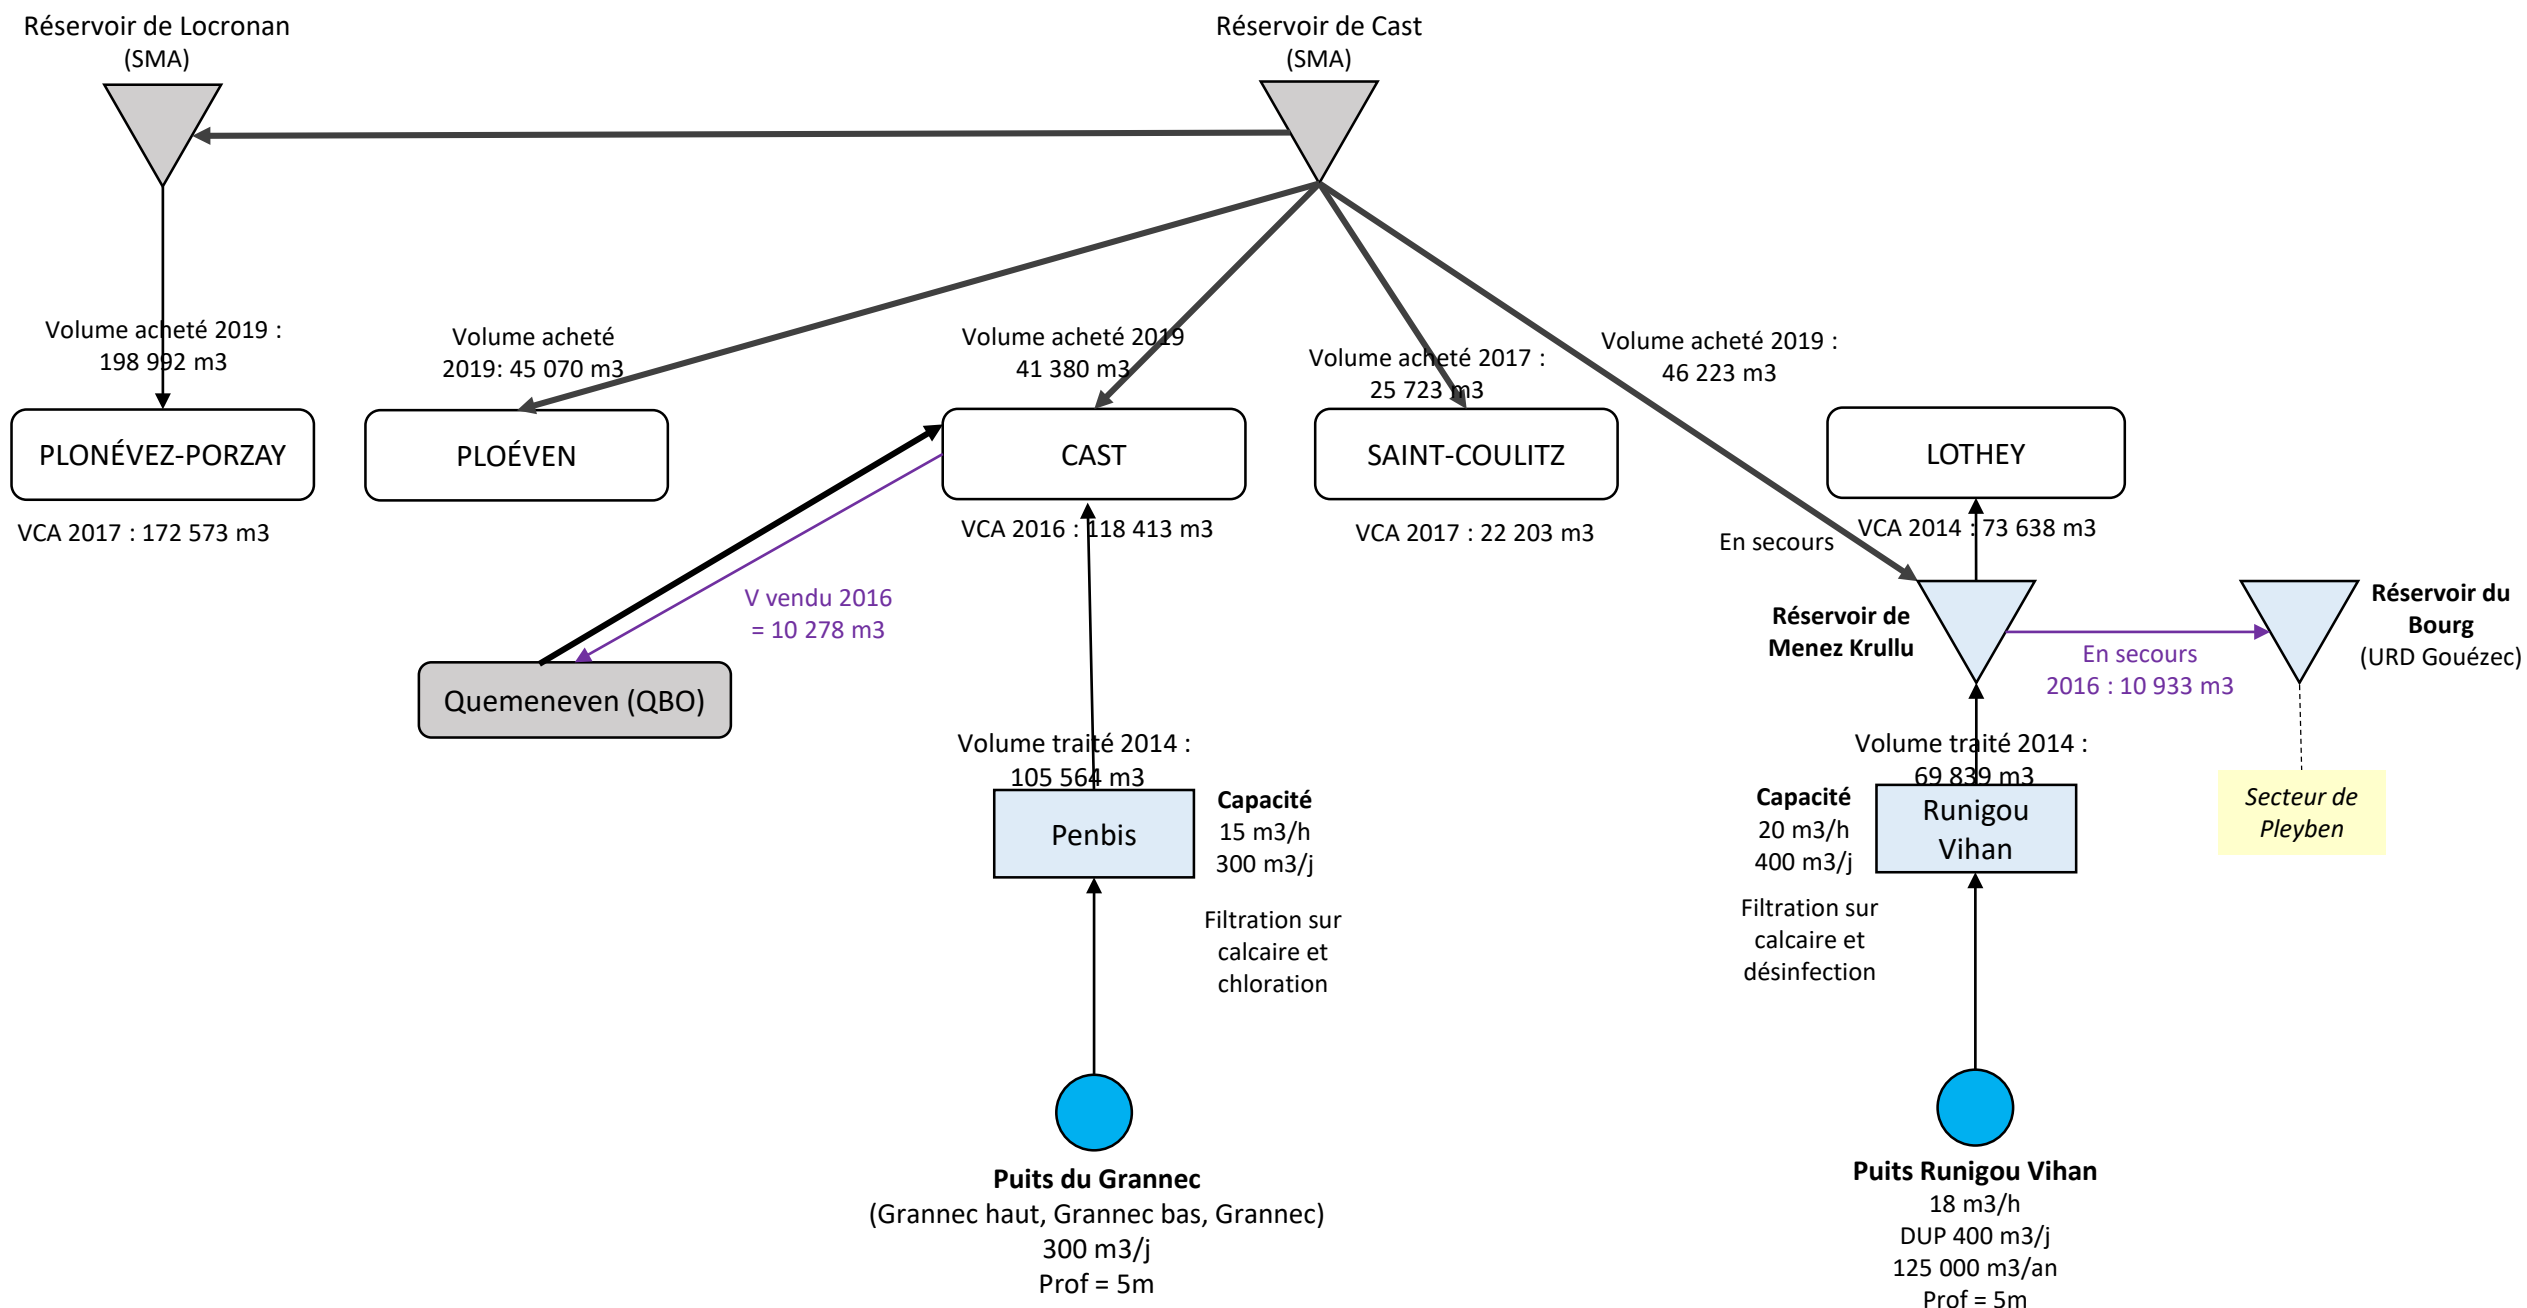 Réservoir de Locronan
(SMA)
Réservoir de Cast
(SMA)
Volume acheté 2019 :
198 992 m3
Volume acheté
2019: 45 070 m3
Volume acheté 2019
41 380 m3
Volume acheté 2017 :
25 723 m3
Volume acheté 2019 :
46 223 m3
PLONÉVEZ-PORZAY
PLOÉVEN
CAST
SAINT-COULITZ
LOTHEY
VCA 2017 : 172 573 m3
VCA 2016 : 118 413 m3
VCA 2017 : 22 203 m3
VCA 2014 : 73 638 m3
En secours
V vendu 2016
= 10 278 m3
Réservoir de
Menez Krullu
Réservoir du
Bourg
(URD Gouézec)
En secours
2016 : 10 933 m3
Quemeneven (QBO)
Volume traité 2014 :
105 564 m3
Volume traité 2014 :
69 839 m3
Penbis
Capacité
15 m3/h
300 m3/j
Filtration sur
calcaire et
chloration
Capacité
20 m3/h
400 m3/j
Runigou
Vihan
Filtration sur
calcaire et
désinfection
Secteur de
Pleyben
Puits du Grannec
(Grannec haut, Grannec bas, Grannec)
300 m3/j
Prof = 5m
Puits Runigou Vihan
18 m3/h
DUP 400 m3/j
125 000 m3/an
Prof = 5m